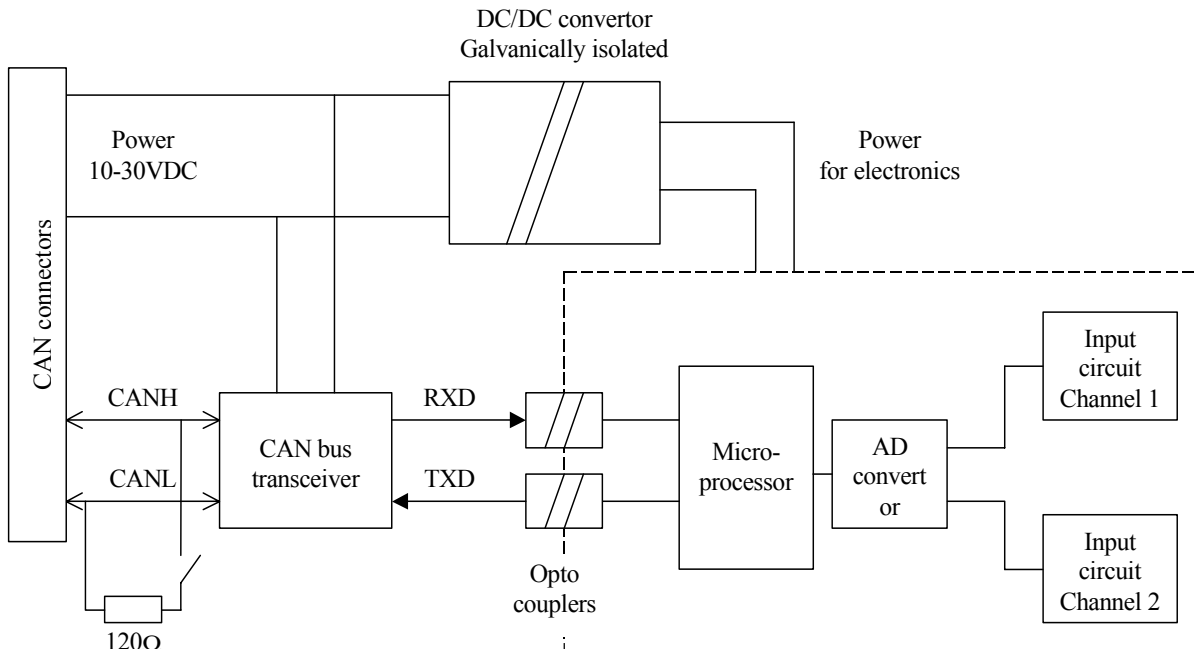 DC/DC convertor
Galvanically isolated
CAN connectors
Power
10-30VDC
Power
for electronics
CANH
CANL
CAN bus
transceiver
RXD
TXD
Opto
couplers
Micro-
processor
AD
convert
or
Input
circuit
Channel 1
Input
circuit
Channel 2
120Ω